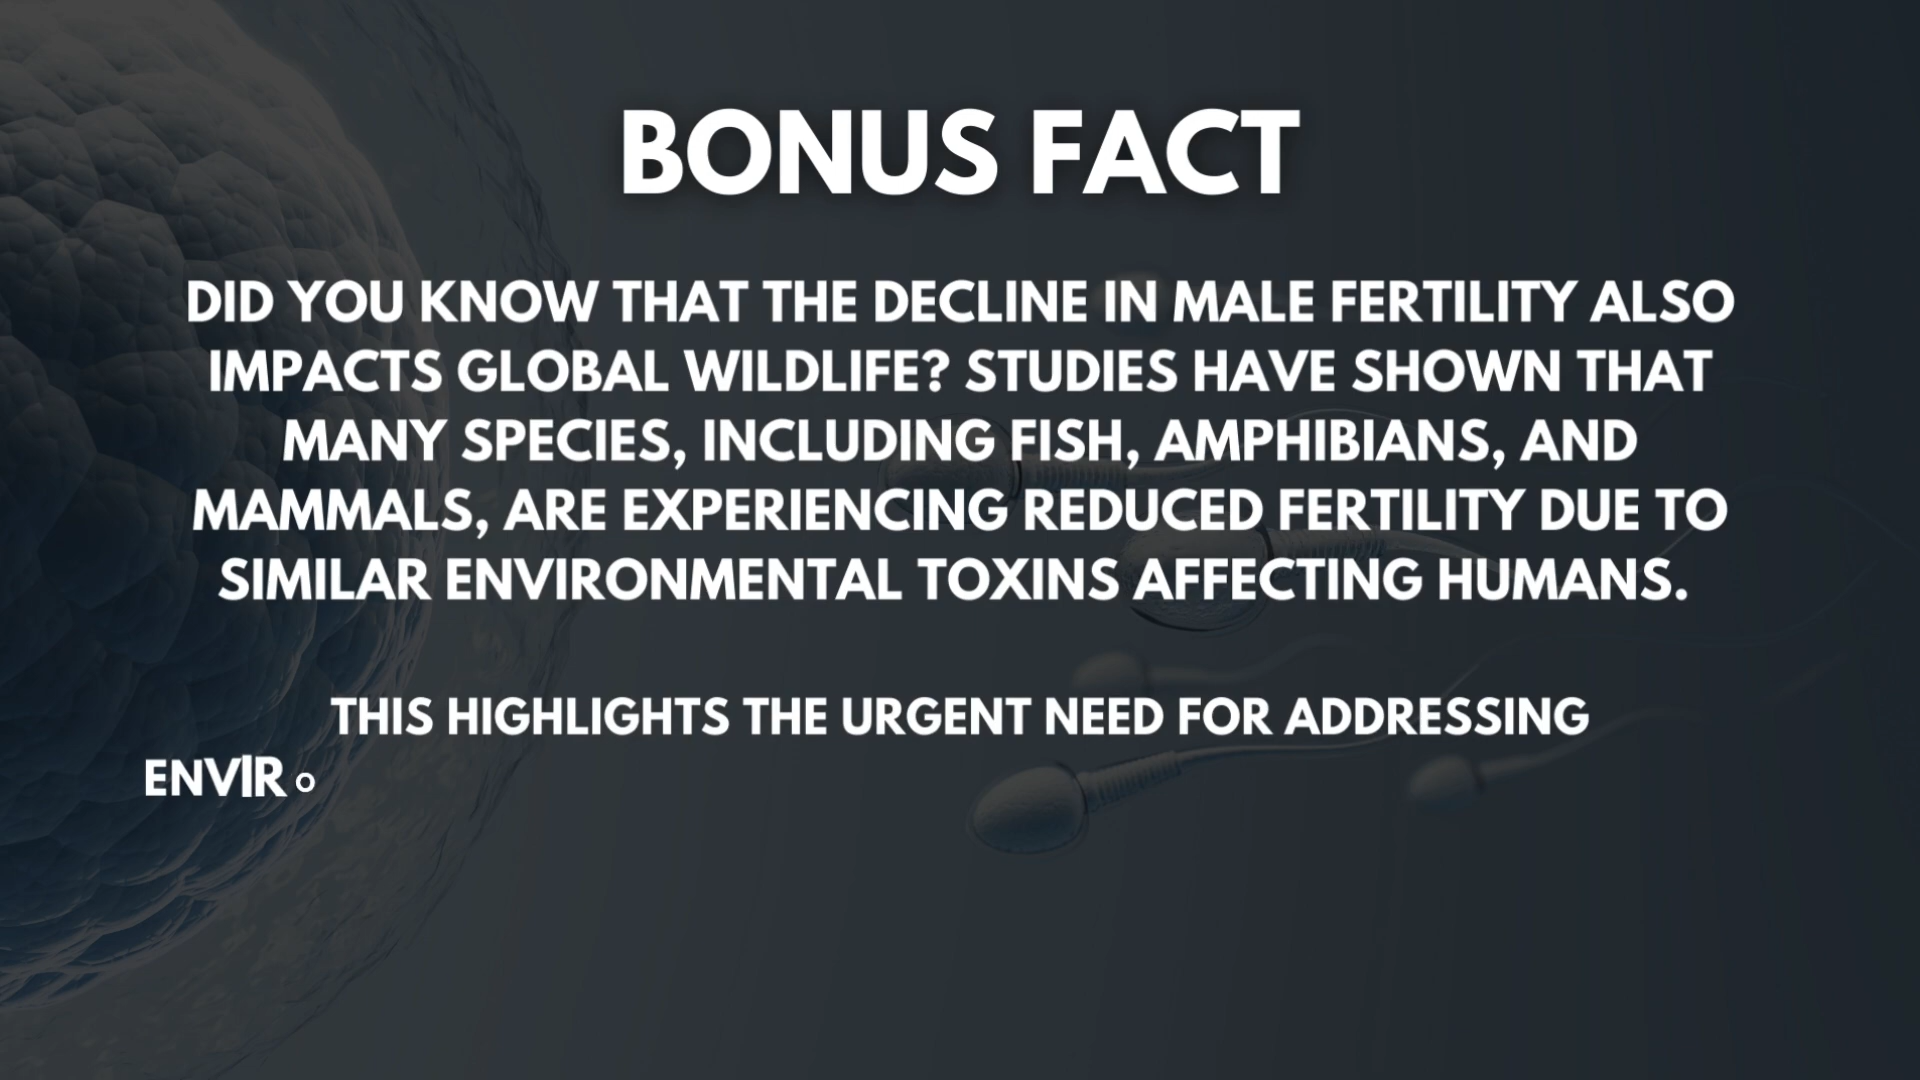 BONUS FACT
DID YOU KNOW THAT THE DECLINE IN MALE FERTILITY ALSO
IMPACTS GLOBAL WILDLIFE? STUDIES HAVE SHOWN THAT
MANY SPECIES, INCLUDING FISH, AMPHIBIANS, AND
MAMMALS, ARE EXPERIENCING REDUCED FERTILITY DUE TO
SIMILAR ENVIRONMENTAL TOXINS AFFECTING HUMANS.
THIS HIGHLIGHTS THE URGENT NEED FOR ADDRESSING
ENVIRO